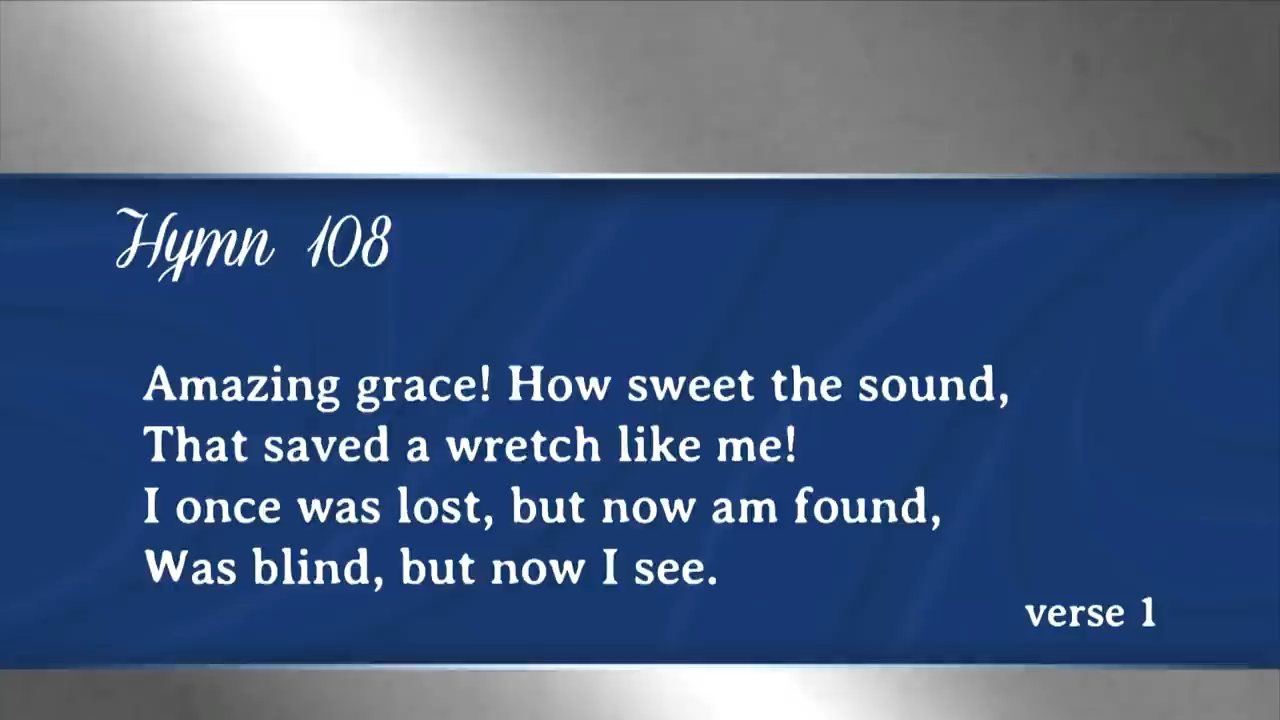 Hymn 108
Amazing grace! How sweet the sound,
That saved a wretch like me!
I once was lost, but now am found,
Was blind, but now I see.
verse 1